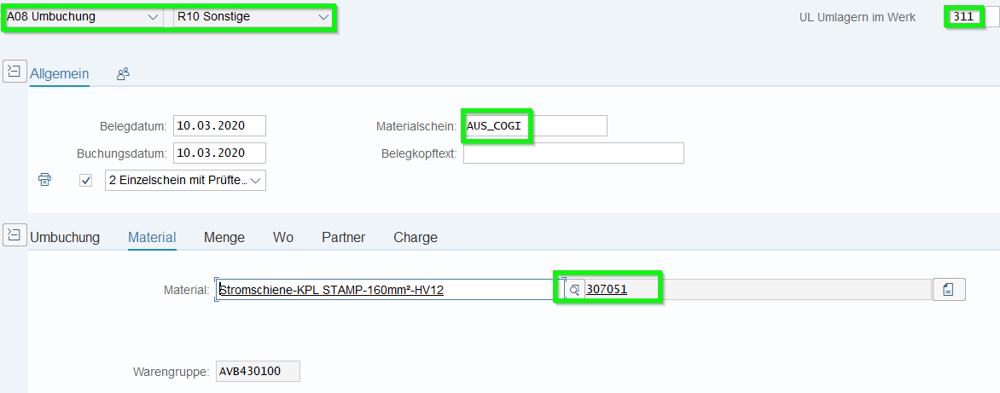 A08 Umbuchung R10 Sonstige UL Umlagern im Werk 311
Allgemein
Belegdatum: 10.03.2020 Materialschein: AUS_COGI
Buchungsdatum: 10.03.2020 Belegkopftext:
2 Einzelschein mit Prüfte...
Umbuchung Material Menge Wo Partner Charge
Material: Stromschiene-KPL STAMP-160mm²-HV12 307051
Warengruppe: AVB430100